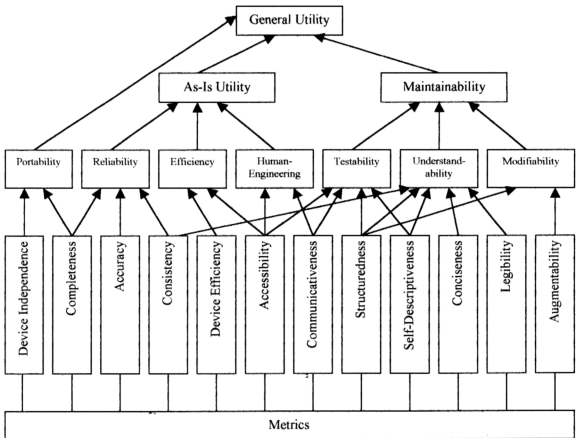 General Utility
As-Is Utility
Maintainability
Portability
Reliability
Efficiency
Human-
Engineering
Testability
Understand-
ability
Modifiability
Device Independence
Completeness
Accuracy
Consistency
Device Efficiency
Accessibility
Communicativeness
Structuredness
Self-Descriptiveness
Conciseness
Legibility
Augmentability
Metrics